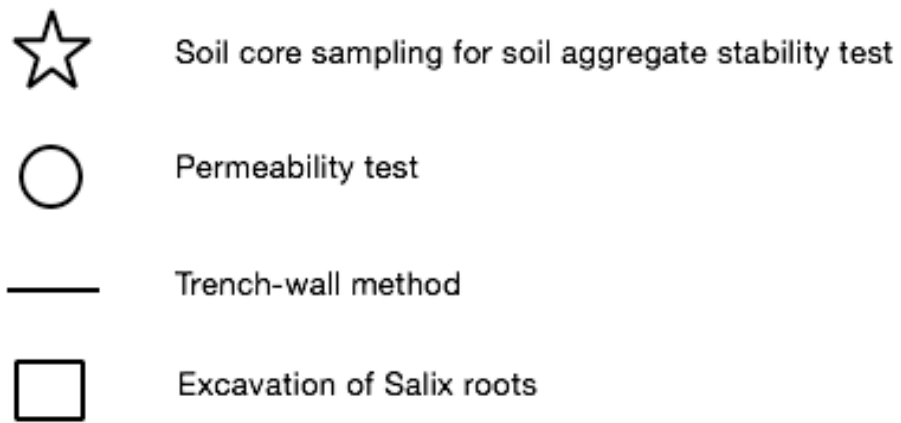 Soil core sampling for soil aggregate stability test
Permeability test
Trench-wall method
Excavation of Salix roots